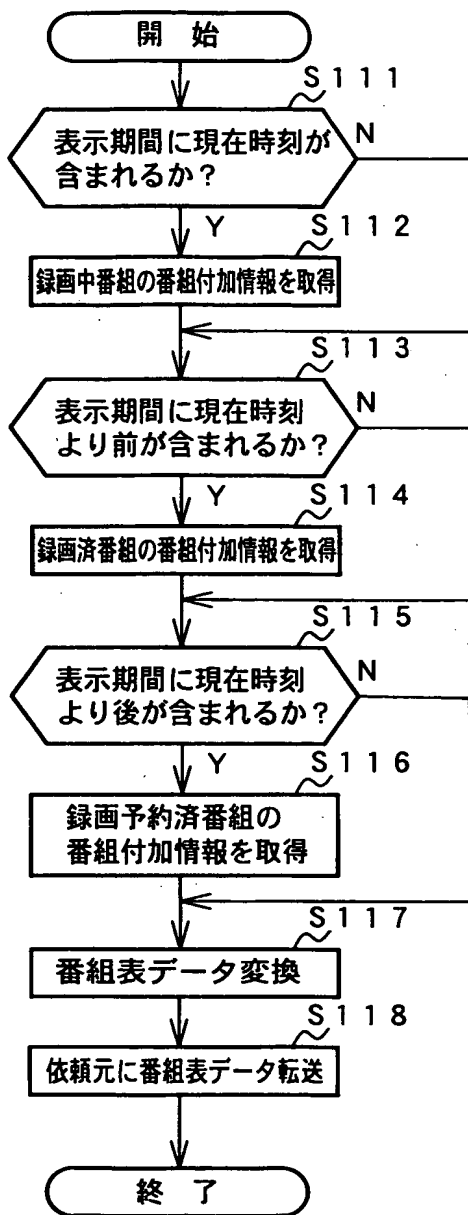 開 始
S111
表示期間に現在時刻が
含まれるか?
N
Y
S112
録画中番組の番組付加情報を取得
S113
表示期間に現在時刻
より前が含まれるか?
N
Y
S114
録画済番組の番組付加情報を取得
S115
表示期間に現在時刻
より後が含まれるか?
N
Y
S116
録画予約済番組の
番組付加情報を取得
S117
番組表データ変換
S118
依頼元に番組表データ転送
終 了